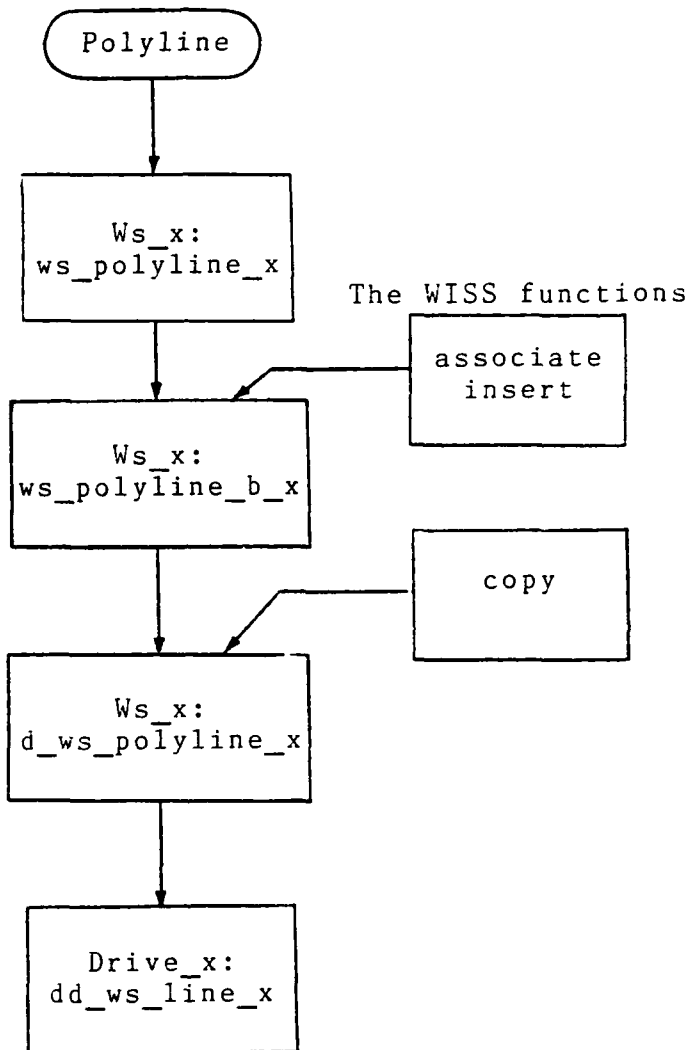 Polyline
Ws_x:
ws_polyline_x
The WISS functions
associate
insert
Ws_x:
ws_polyline_b_x
copy
Ws_x:
d_ws_polyline_x
Drive_x:
dd_ws_line_x